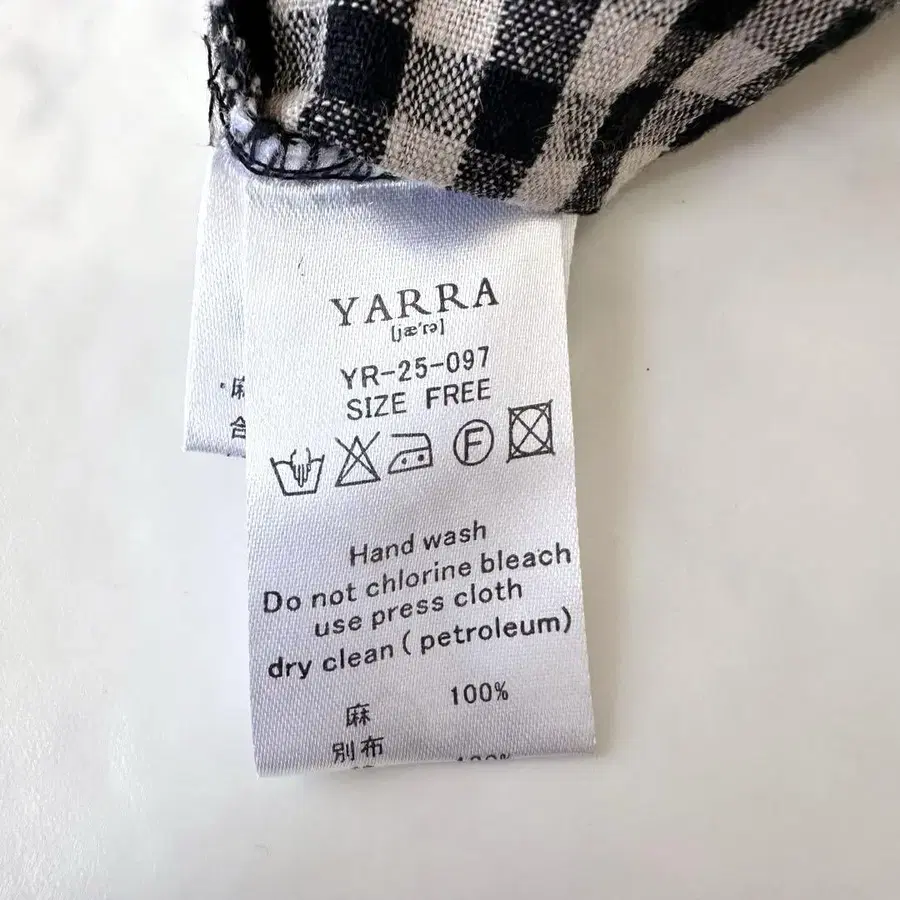 YARRA
[jæ'rə]
YR-25-097
SIZE FREE
F
Hand wash
Do not chlorine bleach
use press cloth
dry clean ( petroleum)
麻 100%
別布